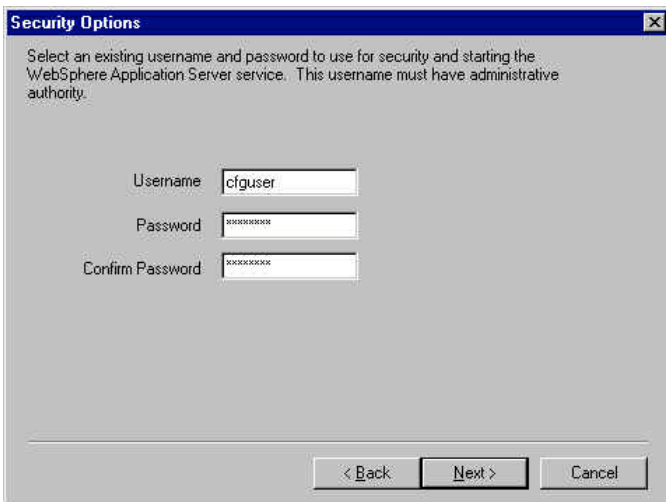 Security Options
Select an existing username and password to use for security and starting the
WebSphere Application Server service. This username must have administrative
authority.
Username cfguser
Password ********
Confirm Password ********
< Back Next > Cancel